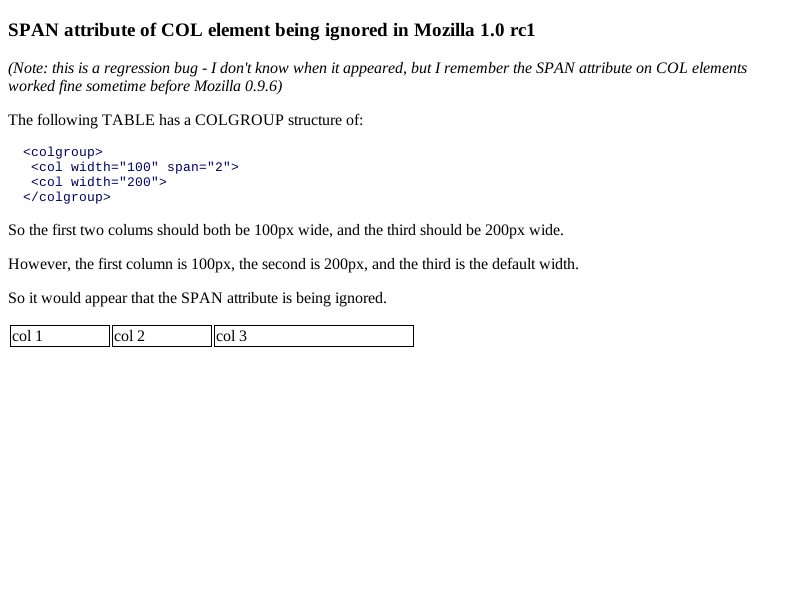 SPAN attribute of COL element being ignored in Mozilla 1.0 rc1
(Note: this is a regression bug - I don't know when it appeared, but I remember the SPAN attribute on COL elements
worked fine sometime before Mozilla 0.9.6)
The following TABLE has a COLGROUP structure of:
<colgroup>
<col width="100" span="2">
<col width="200">
</colgroup>
So the first two colums should both be 100px wide, and the third should be 200px wide.
However, the first column is 100px, the second is 200px, and the third is the default width.
So it would appear that the SPAN attribute is being ignored.
col 1 col 2 col 3